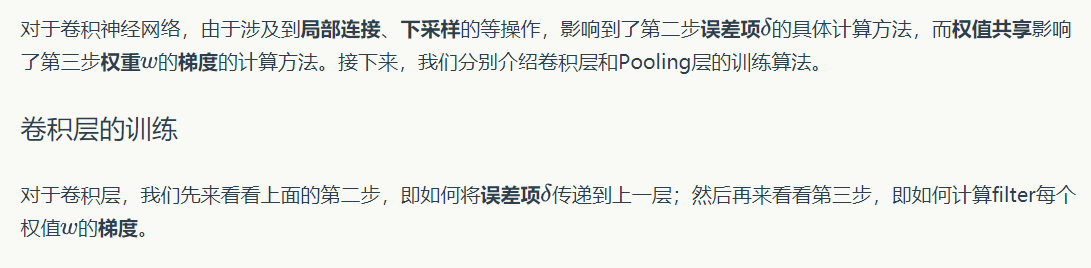 对于卷积神经网络，由于涉及到局部连接、下采样的等操作，影响到了第二步误差项δ的具体计算方法，而权值共享影响
了第三步权重w的梯度的计算方法。接下来，我们分别介绍卷积层和Pooling层的训练算法。
卷积层的训练
对于卷积层，我们先来看看上面的第二步，即如何将误差项δ传递到上一层；然后再来看看第三步，即如何计算filter每个
权值w的梯度。